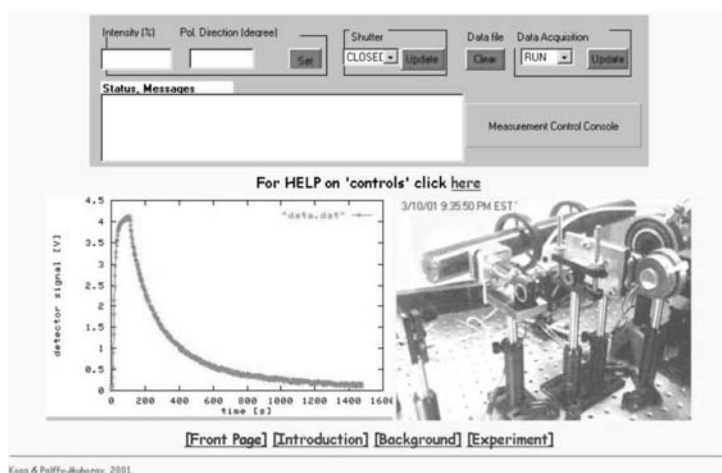 Intensity (%) Pol. Direction (degree) Shutter Data file Data Acquisition
Set CLOSED Update Clear RUN Update
Status, Messages
Measurement Control Console
For HELP on 'controls' click here
4.5
4
3.5
3
2.5
2
1.5
1
0.5
0
detector signal [V]
"data.dat"
0 200 400 600 800 1000 1200 1400 1600
time [s]
3/10/01 9:35:50 PM EST
[Front Page] [Introduction] [Background] [Experiment]
Kosa & Palffy-Muhoray, 2001